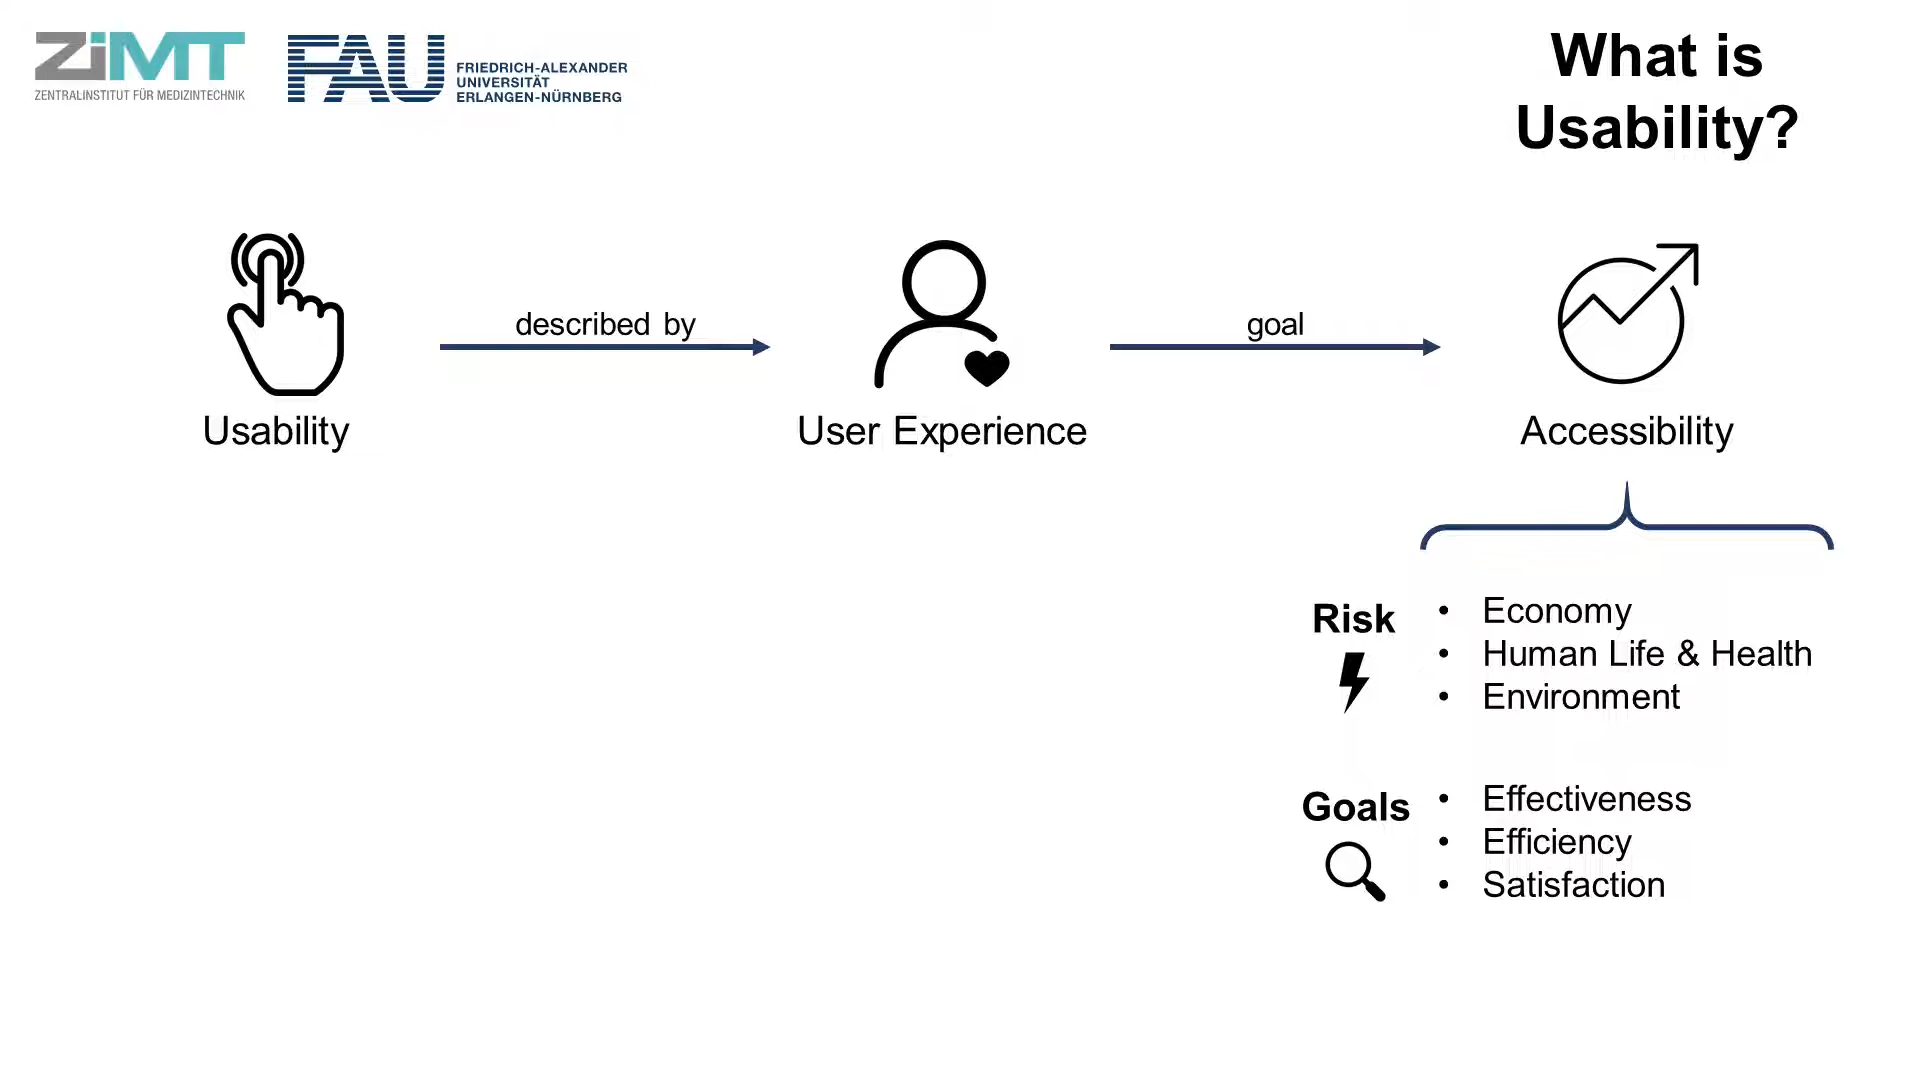 ZiMT
ZENTRALINSTITUT FÜR MEDIZINTECHNIK
FAU
FRIEDRICH-ALEXANDER
UNIVERSITÄT
ERLANGEN-NÜRNBERG
What is
Usability?
described by
goal
Usability
User Experience
Accessibility
Risk
• Economy
• Human Life & Health
• Environment
Goals
• Effectiveness
• Efficiency
• Satisfaction